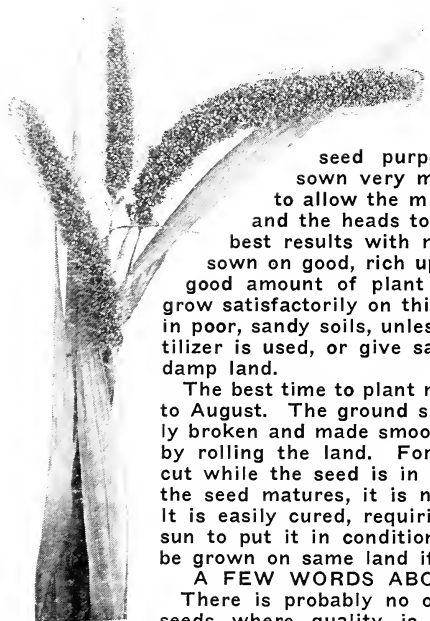 seed purp
sown very m
to allow the m
and the heads to
best results with
sown on good, rich up
good amount of plant
grow satisfactorily on thi
in poor, sandy soils, unles
tilizer is used, or give sa
damp land.
The best time to plant
to August. The ground s
ly broken and made smoo
by rolling the land. For
cut while the seed is in
the seed matures, it is n
It is easily cured, requiri
sun to put it in condition
be grown on same land if
A FEW WORDS ABO
There is probably no o
seeds where quality is